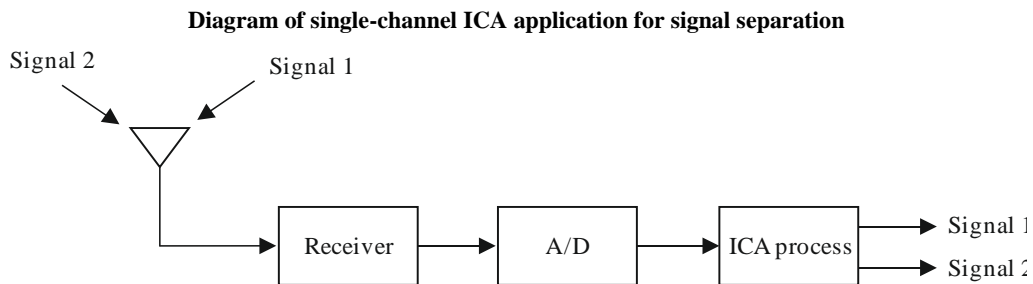 Diagram of single-channel ICA application for signal separation
Signal 2
Signal 1
Receiver
A/D
ICA process
Signal 1
Signal 2